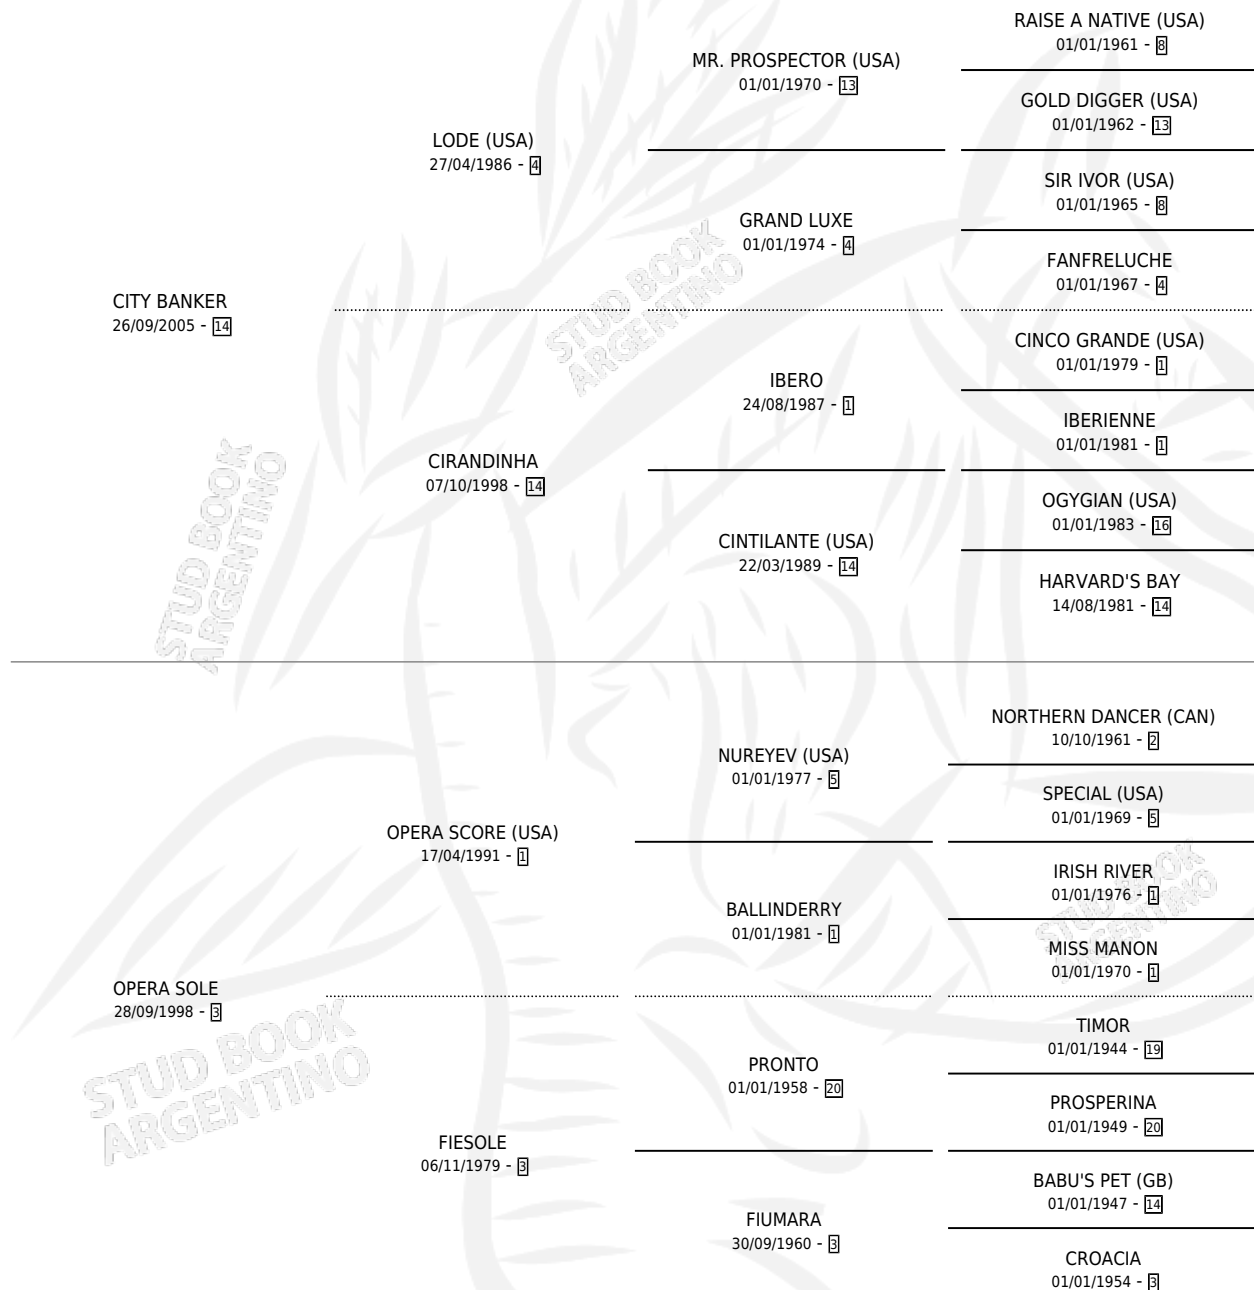 RAISE A NATIVE (USA)
01/01/1961 - 8
MR. PROSPECTOR (USA)
01/01/1970 - 13
GOLD DIGGER (USA)
01/01/1962 - 13
LODE (USA)
27/04/1986 - 4
SIR IVOR (USA)
01/01/1965 - 8
GRAND LUXE
01/01/1974 - 4
FANFRELUCHE
01/01/1967 - 4
CITY BANKER
26/09/2005 - 14
CINCO GRANDE (USA)
01/01/1979 - 1
IBERO
24/08/1987 - 1
IBERIENNE
01/01/1981 - 1
CIRANDINHA
07/10/1998 - 14
OGYGIAN (USA)
01/01/1983 - 16
CINTILANTE (USA)
22/03/1989 - 14
HARVARD'S BAY
14/08/1981 - 14
NORTHERN DANCER (CAN)
10/10/1961 - 2
NUREYEV (USA)
01/01/1977 - 5
SPECIAL (USA)
01/01/1969 - 5
OPERA SCORE (USA)
17/04/1991 - 1
IRISH RIVER
01/01/1976 - 1
BALLINDERRY
01/01/1981 - 1
MISS MANON
01/01/1970 - 1
OPERA SOLE
28/09/1998 - 3
TIMOR
01/01/1944 - 19
PRONTO
01/01/1958 - 20
PROSPERINA
01/01/1949 - 20
FIESOLE
06/11/1979 - 3
BABU'S PET (GB)
01/01/1947 - 14
FIUMARA
30/09/1960 - 3
CROACIA
01/01/1954 - 3
STUD BOOK
ARGENTINO
STUD BOOK
ARGENTINO
STUD BOOK
ARGENTINO
STUD BOOK
ARGENTINO